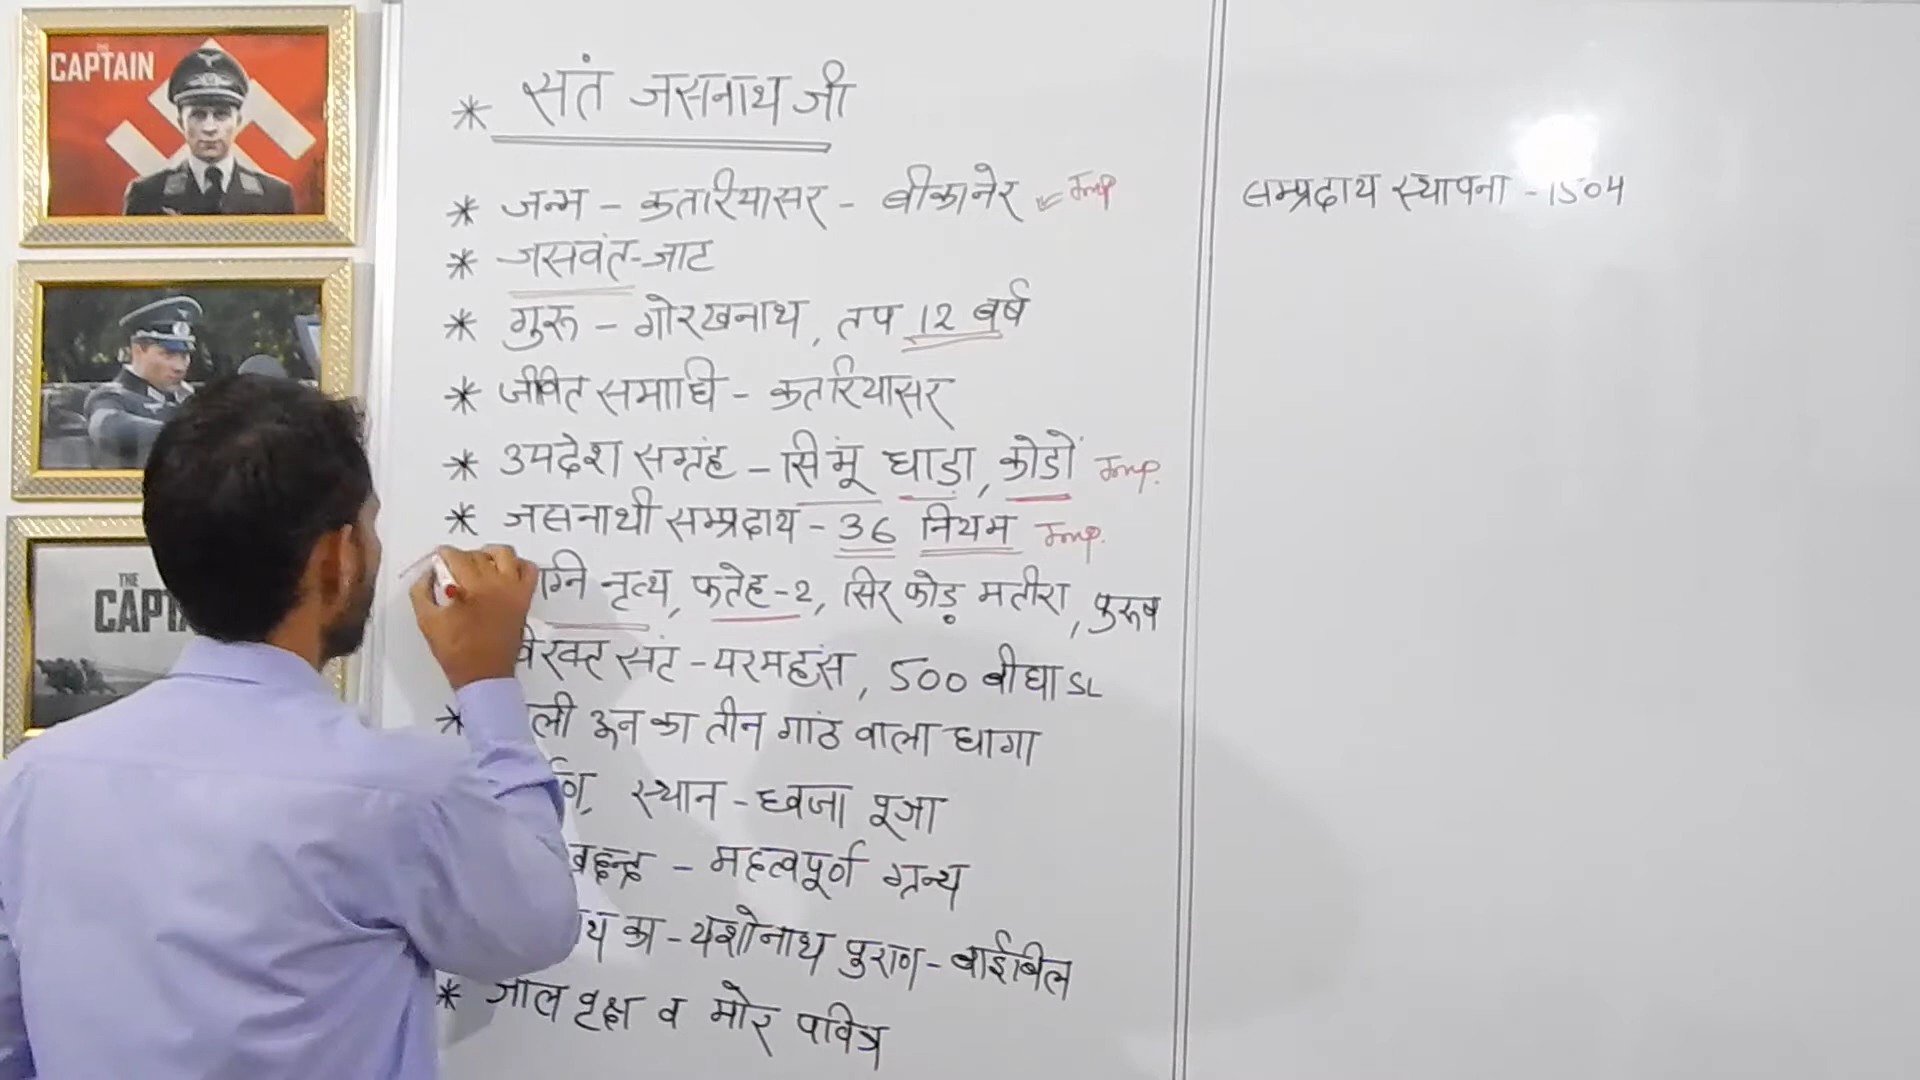 THE
CAPTAIN
THE
* संत जसनाथ जी
* जन्म - कतरियासर - बीकानेर Imp
* जसवंत-जाट
* गुरू - गोरखनाथ, तप 12 वर्ष
* जीवित समाधि - कतरियासर
* उपदेश सग्रंह - सिंमू धाड़ा, कोडों Imp.
* जसनाथी सम्प्रदाय - 36 नियम Imp.
ग्नि नृत्य, फतेह-2, सिर फोड़ मतीरा, पुरूष
विरक्त संट - परमहंस, 500 बीघा SL
* ली ऊन का तीन गांठ वाला धागा
स्थान - ध्वजा पूजा
- महत्वपूर्ण ग्रन्थ
थ का - यशोनाथ पुराण - बाईबिल
* जाल वृक्ष व मोर पवित्र
सम्प्रदाय स्थापना - 1504